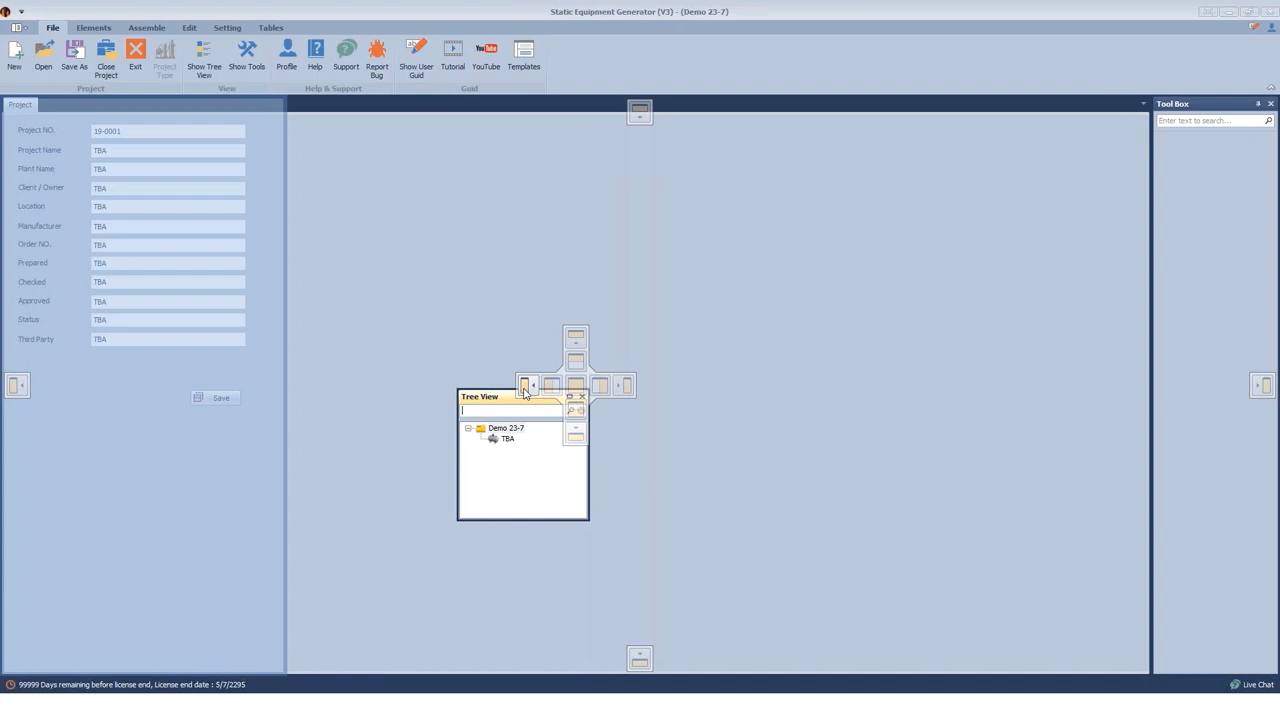 Static Equipment Generator (V3) - (Demo 23-7)
File Elements Assemble Edit Setting Tables
New Open Save As Close Project Exit Project Type Show Tree View Show Tools Profile Help Support Report Bug Show User Guid Tutorial YouTube Templates
Project View Help & Support Guid
Project
Tool Box
Enter text to search...
Project NO. 19-0001
Project Name TBA
Plant Name TBA
Client / Owner TBA
Location TBA
Manufacturer TBA
Order NO. TBA
Prepared TBA
Checked TBA
Approved TBA
Status TBA
Third Party TBA
Save
Tree View
Demo 23-7
TBA
99999 Days remaining before license end, License end date : 5/7/2295
Live Chat